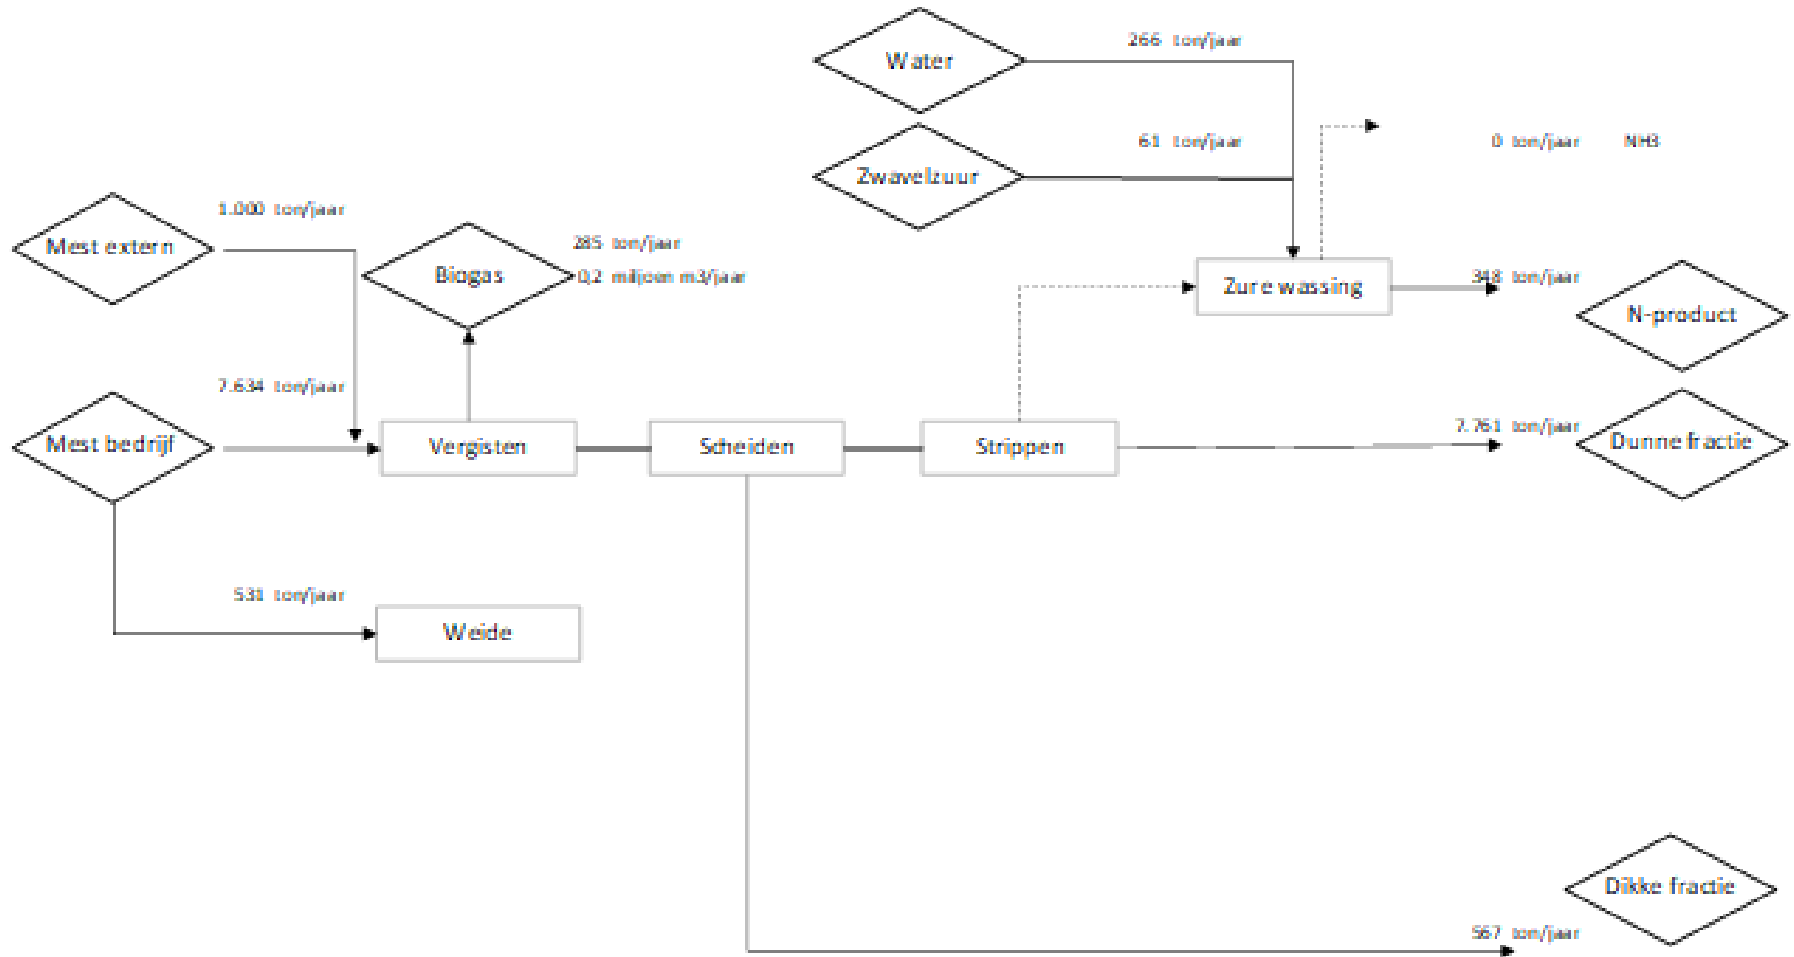 Water
266 ton/jaar
Zwavelzuur
61 ton/jaar
0 ton/jaar NH3
Mest extern
1.000 ton/jaar
Biogas
285 ton/jaar
0,2 miljoen m3/jaar
Zure wassing
348 ton/jaar
N-product
Mest bedrijf
7.634 ton/jaar
Vergisten
Scheiden
Strippen
7.761 ton/jaar
Dunne fractie
531 ton/jaar
Weide
Dikke fractie
567 ton/jaar